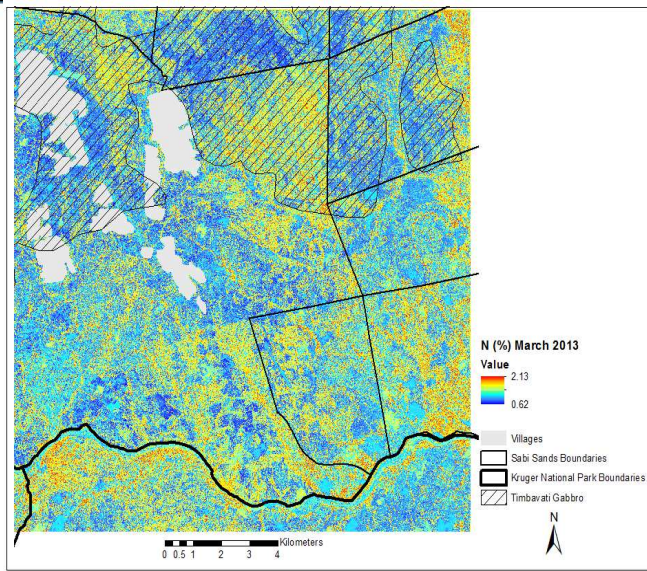 N (%) March 2013
Value
2.13
0.62
Villages
Sabi Sands Boundaries
Kruger National Park Boundaries
Timbavati Gabbro
N
Kilometers
0 0.5 1 2 3 4